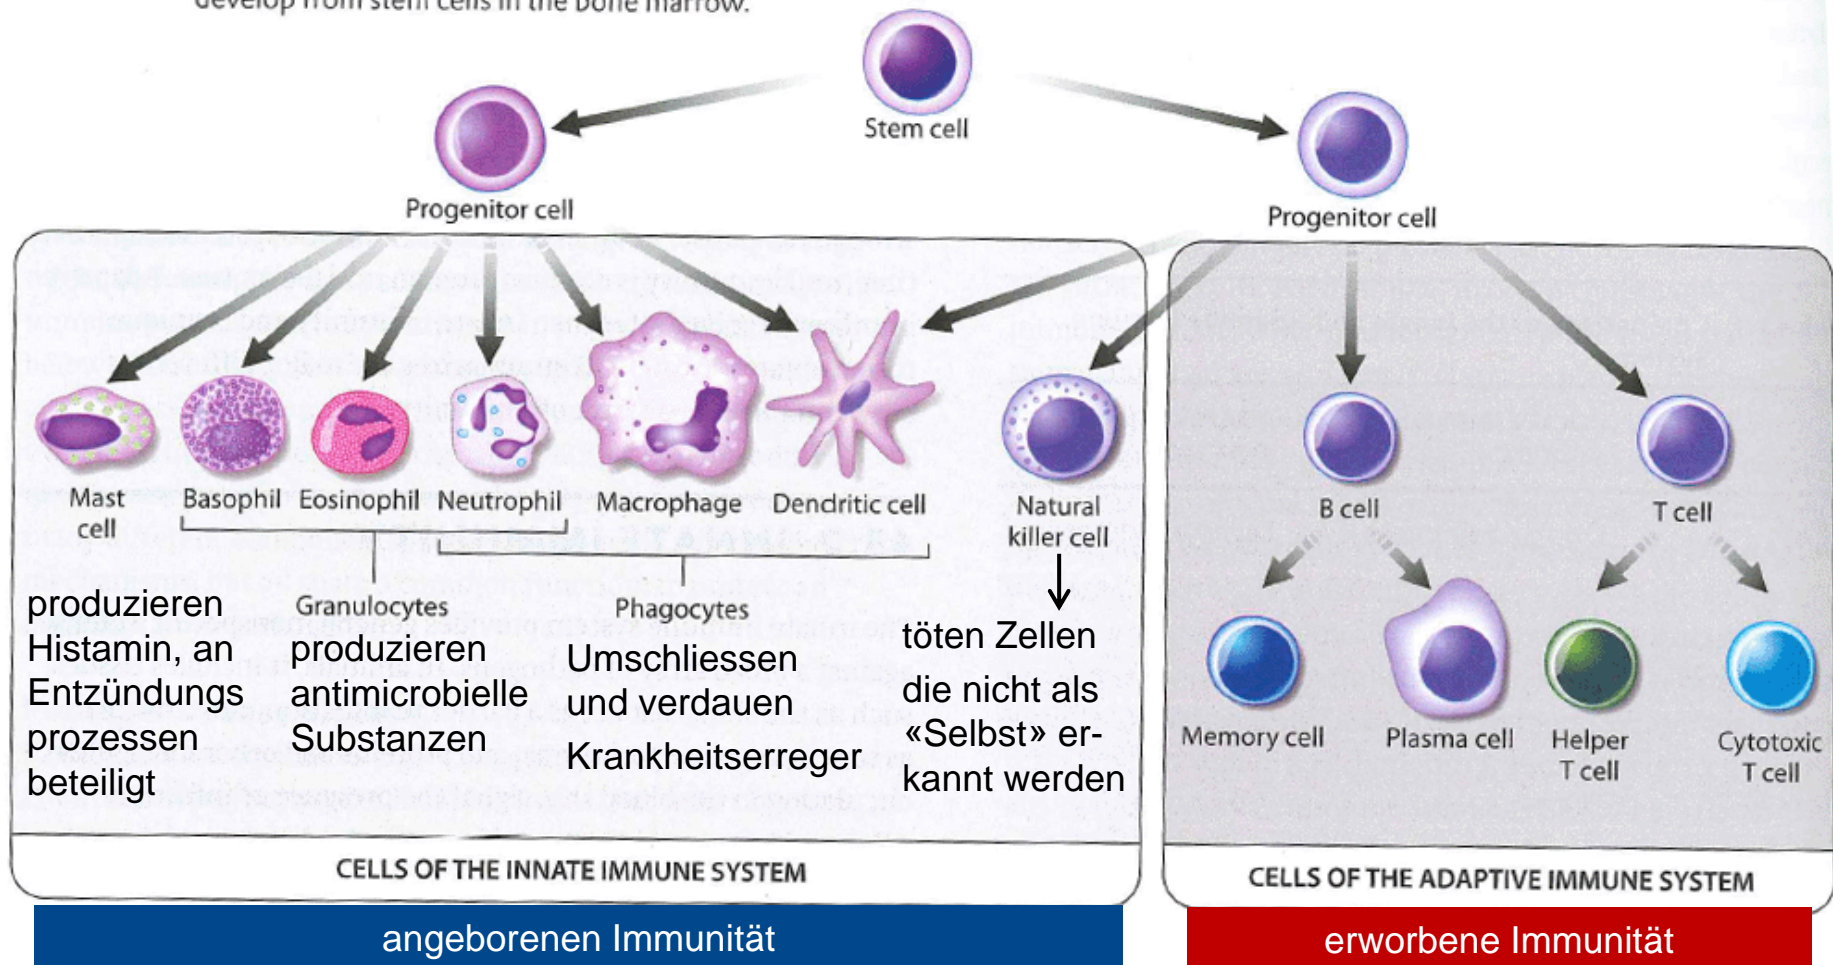 develop from stem cells in the bone marrow.
Stem cell
Progenitor cell
Progenitor cell
Mast
cell
Basophil
Eosinophil
Neutrophil
Macrophage
Dendritic cell
Natural
killer cell
B cell
T cell
Granulocytes
Phagocytes
produzieren
Histamin, an
Entzündungs
prozessen
beteiligt
produzieren
antimicrobielle
Substanzen
Umschliessen
und verdauen
Krankheitserreger
töten Zellen
die nicht als
«Selbst» er-
kannt werden
Memory cell
Plasma cell
Helper
T cell
Cytotoxic
T cell
CELLS OF THE INNATE IMMUNE SYSTEM
CELLS OF THE ADAPTIVE IMMUNE SYSTEM
angeborenen Immunität
erworbene Immunität